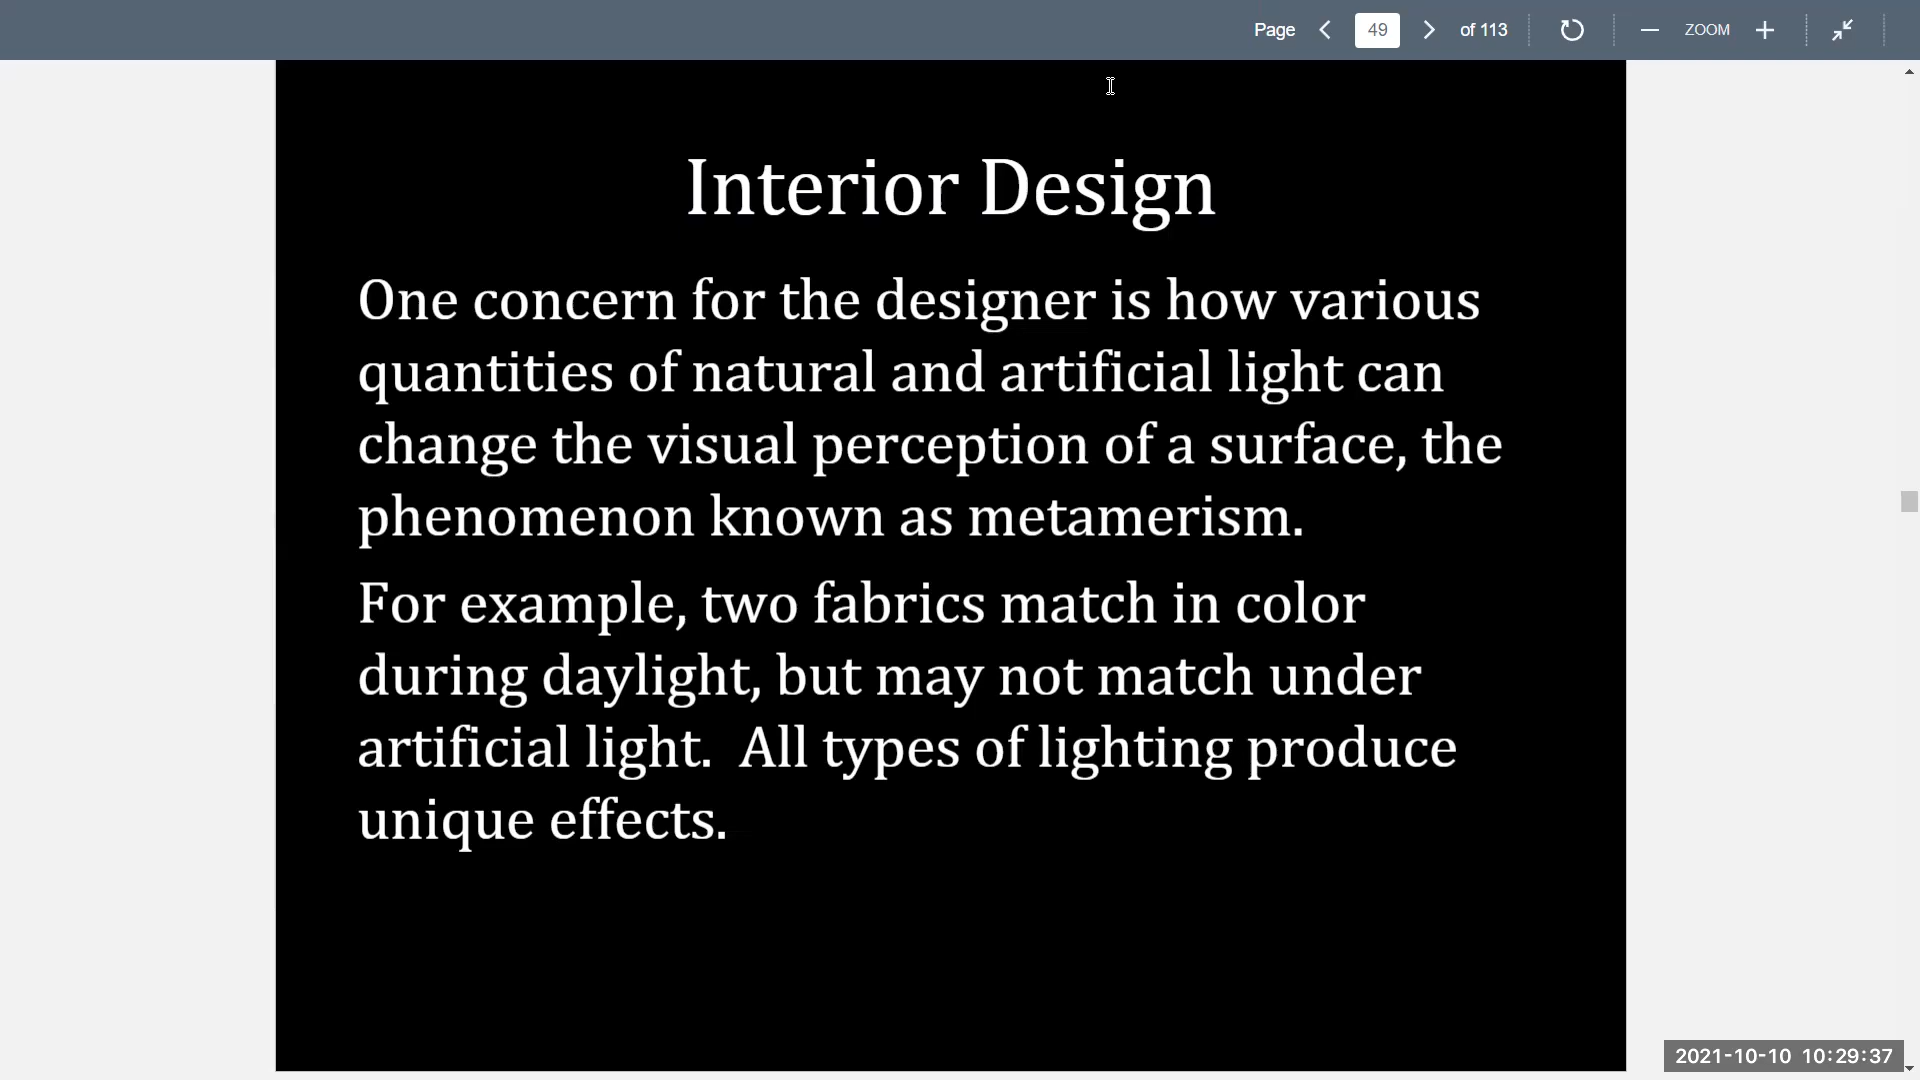 Page 49 of 113 ZOOM
Interior Design
One concern for the designer is how various
quantities of natural and artificial light can
change the visual perception of a surface, the
phenomenon known as metamerism.
For example, two fabrics match in color
during daylight, but may not match under
artificial light.  All types of lighting produce
unique effects.
2021-10-10 10:29:37